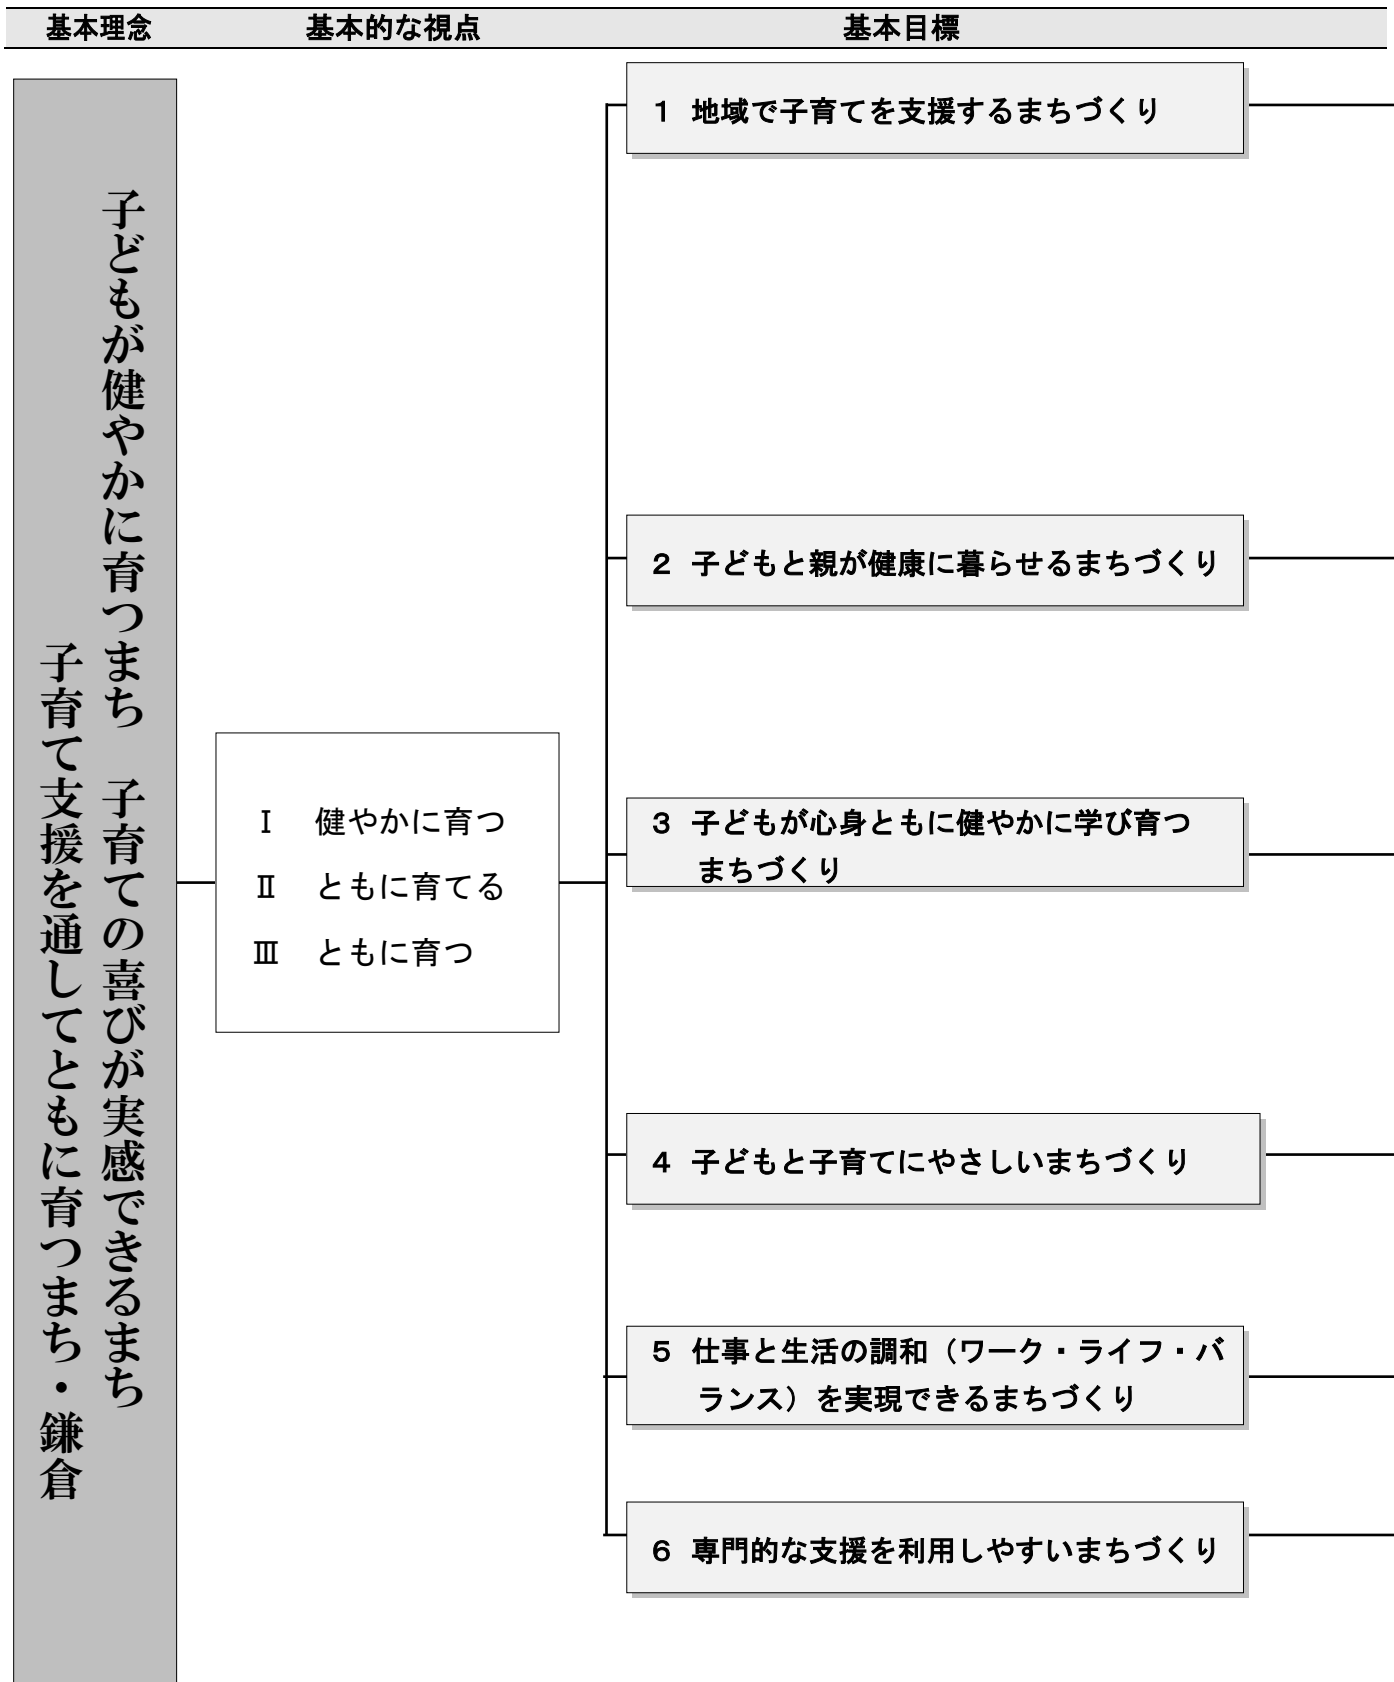 基本理念 基本的な視点 基本目標
子どもが健やかに育つまち　子育ての喜びが実感できるまち
子育て支援を通してともに育つまち・鎌倉
Ⅰ　健やかに育つ
Ⅱ　ともに育てる
Ⅲ　ともに育つ
１ 地域で子育てを支援するまちづくり
２ 子どもと親が健康に暮らせるまちづくり
３ 子どもが心身ともに健やかに学び育つ
まちづくり
４ 子どもと子育てにやさしいまちづくり
５ 仕事と生活の調和（ワーク・ライフ・バ
ランス）を実現できるまちづくり
６ 専門的な支援を利用しやすいまちづくり